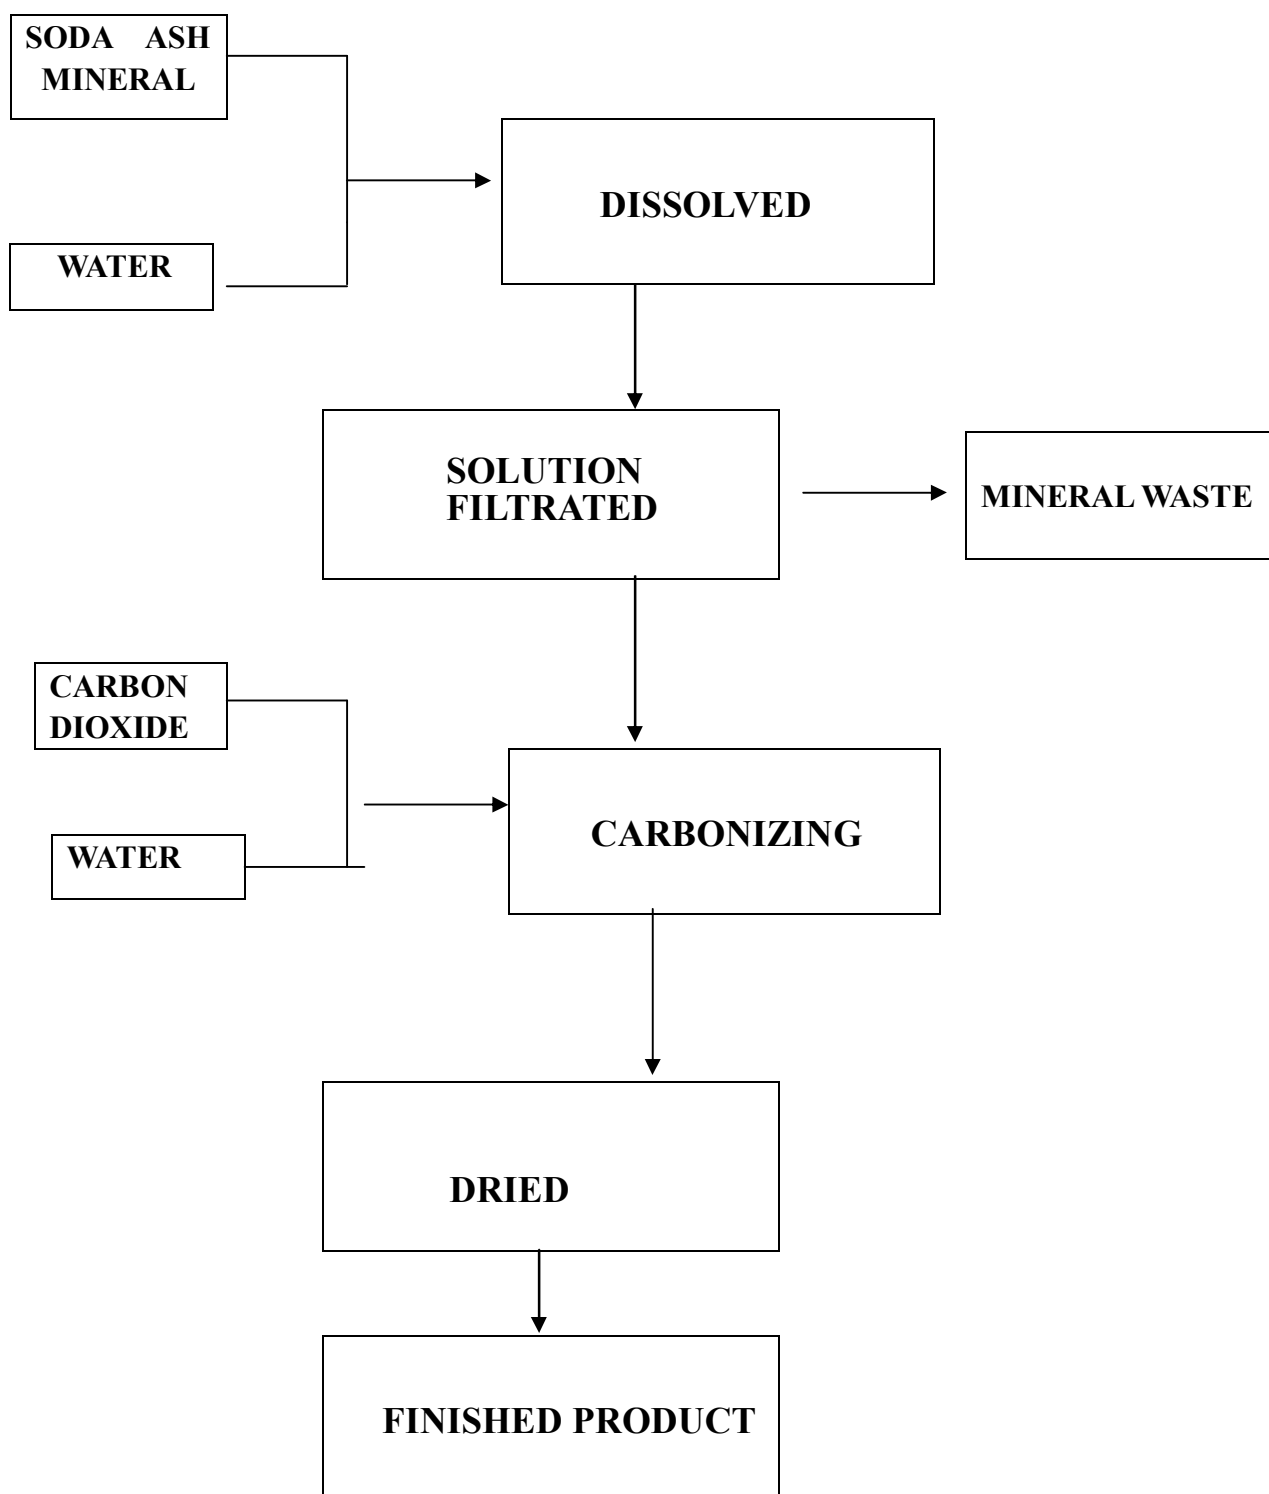 SODA ASH
MINERAL
DISSOLVED
WATER
SOLUTION
FILTRATED
MINERAL WASTE
CARBON
DIOXIDE
CARBONIZING
WATER
DRIED
FINISHED PRODUCT